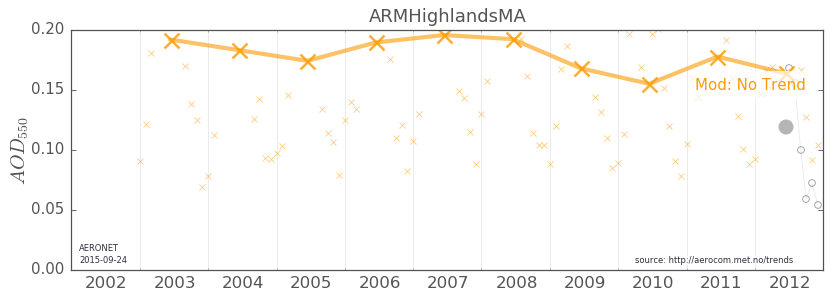 ARMHighlandsMA
0.20
0.15
0.10
0.05
0.00
AOD550
Mod: No Trend
AERONET
2015-09-24
source: http://aerocom.met.no/trends
2002 2003 2004 2005 2006 2007 2008 2009 2010 2011 2012